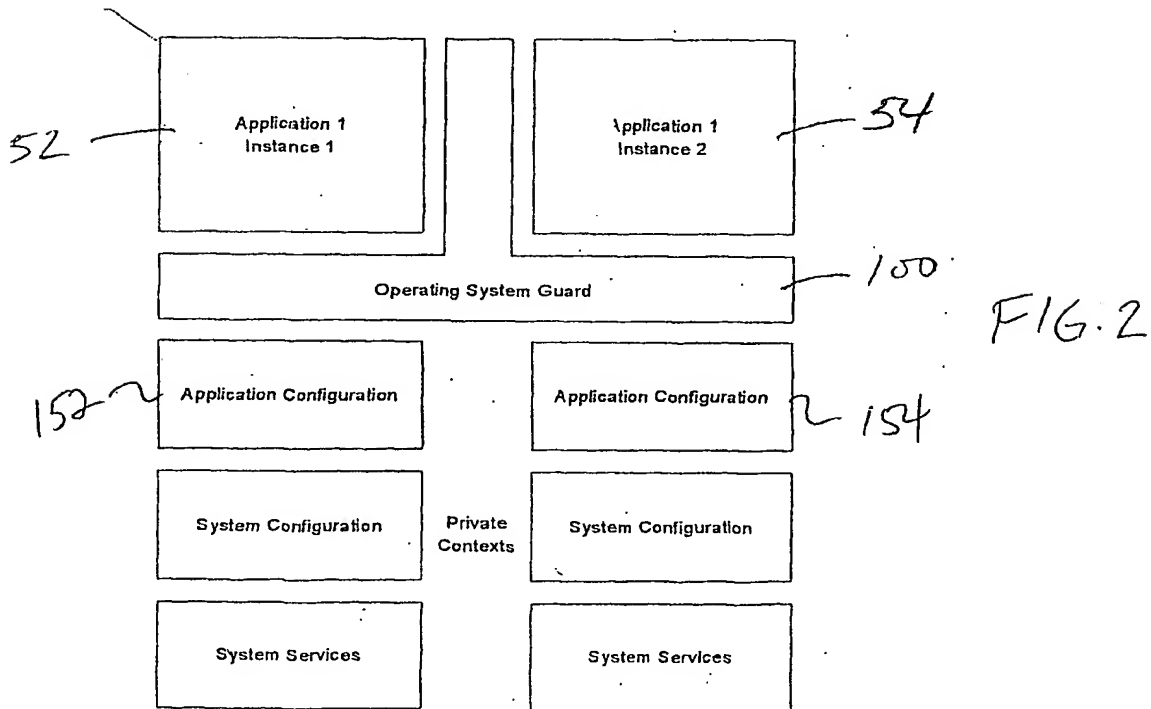 Application 1
Instance 1
52
Application 1
Instance 2
54
Operating System Guard
100
FIG. 2
152
Application Configuration
Application Configuration
154
System Configuration
Private
Contexts
System Configuration
System Services
System Services